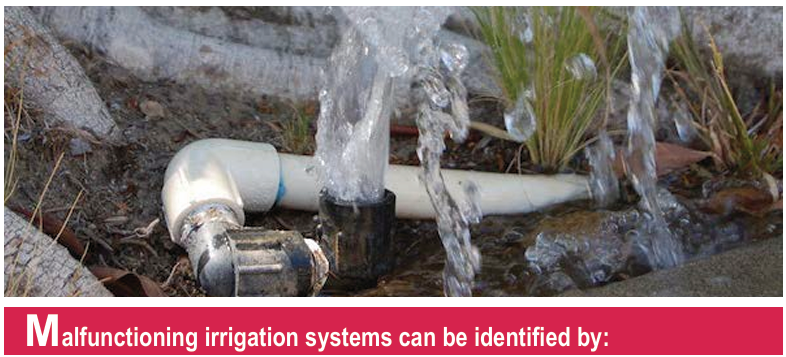 Malfunctioning irrigation systems can be identified by: